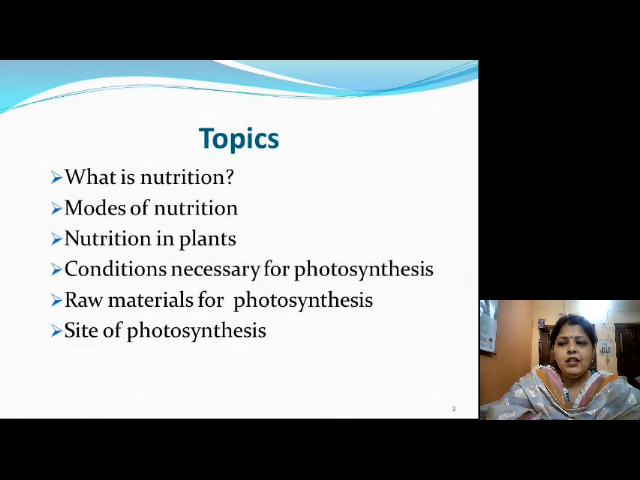 Topics
➢What is nutrition?
➢Modes of nutrition
➢Nutrition in plants
➢Conditions necessary for photosynthesis
➢Raw materials for  photosynthesis
➢Site of photosynthesis
2